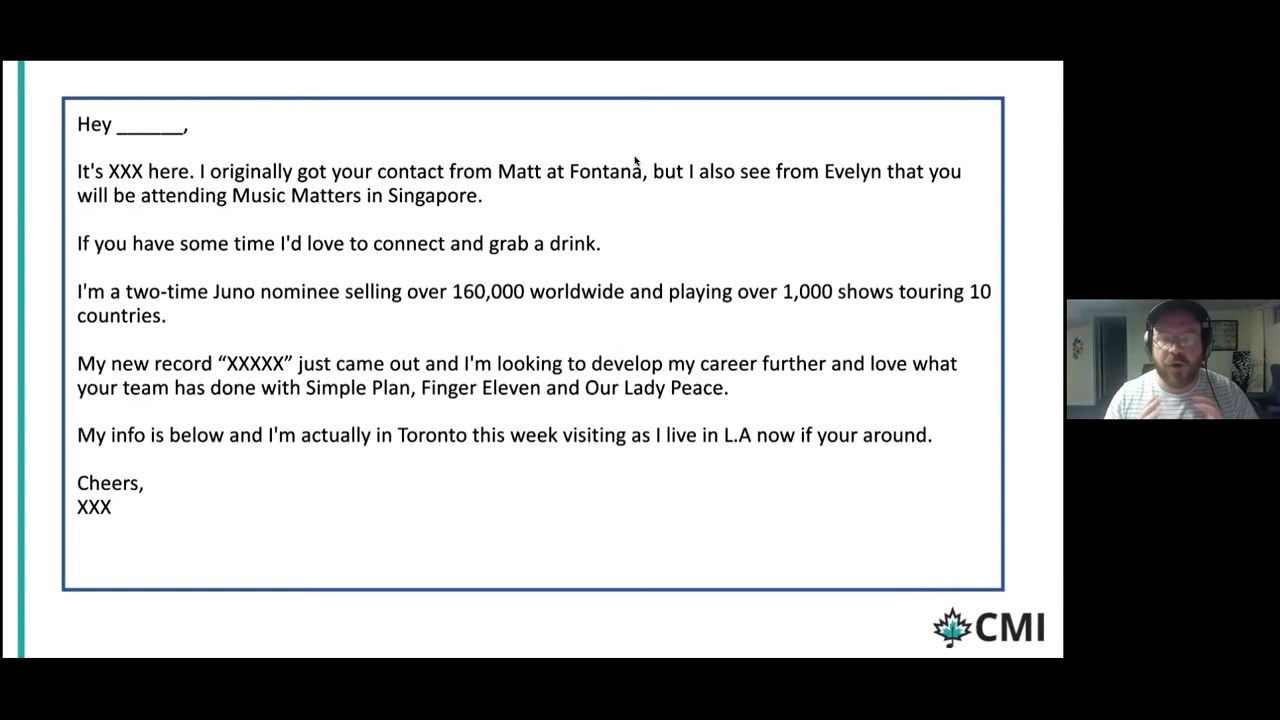 Hey ______,
It's XXX here. I originally got your contact from Matt at Fontana, but I also see from Evelyn that you
will be attending Music Matters in Singapore.
If you have some time I'd love to connect and grab a drink.
I'm a two-time Juno nominee selling over 160,000 worldwide and playing over 1,000 shows touring 10
countries.
My new record “XXXXX” just came out and I'm looking to develop my career further and love what
your team has done with Simple Plan, Finger Eleven and Our Lady Peace.
My info is below and I'm actually in Toronto this week visiting as I live in L.A now if your around.
Cheers,
XXX
CMI